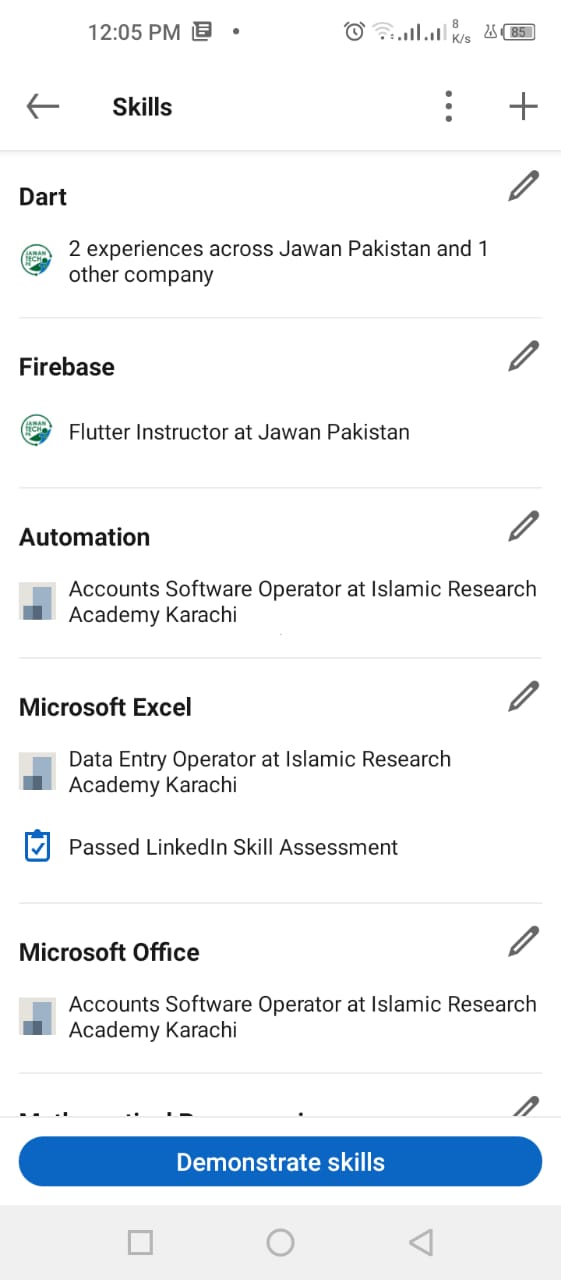 12:05 PM
8
K/s
85
Skills
Dart
2 experiences across Jawan Pakistan and 1
other company
Firebase
Flutter Instructor at Jawan Pakistan
Automation
Accounts Software Operator at Islamic Research
Academy Karachi
Microsoft Excel
Data Entry Operator at Islamic Research
Academy Karachi
Passed LinkedIn Skill Assessment
Microsoft Office
Accounts Software Operator at Islamic Research
Academy Karachi
Demonstrate skills